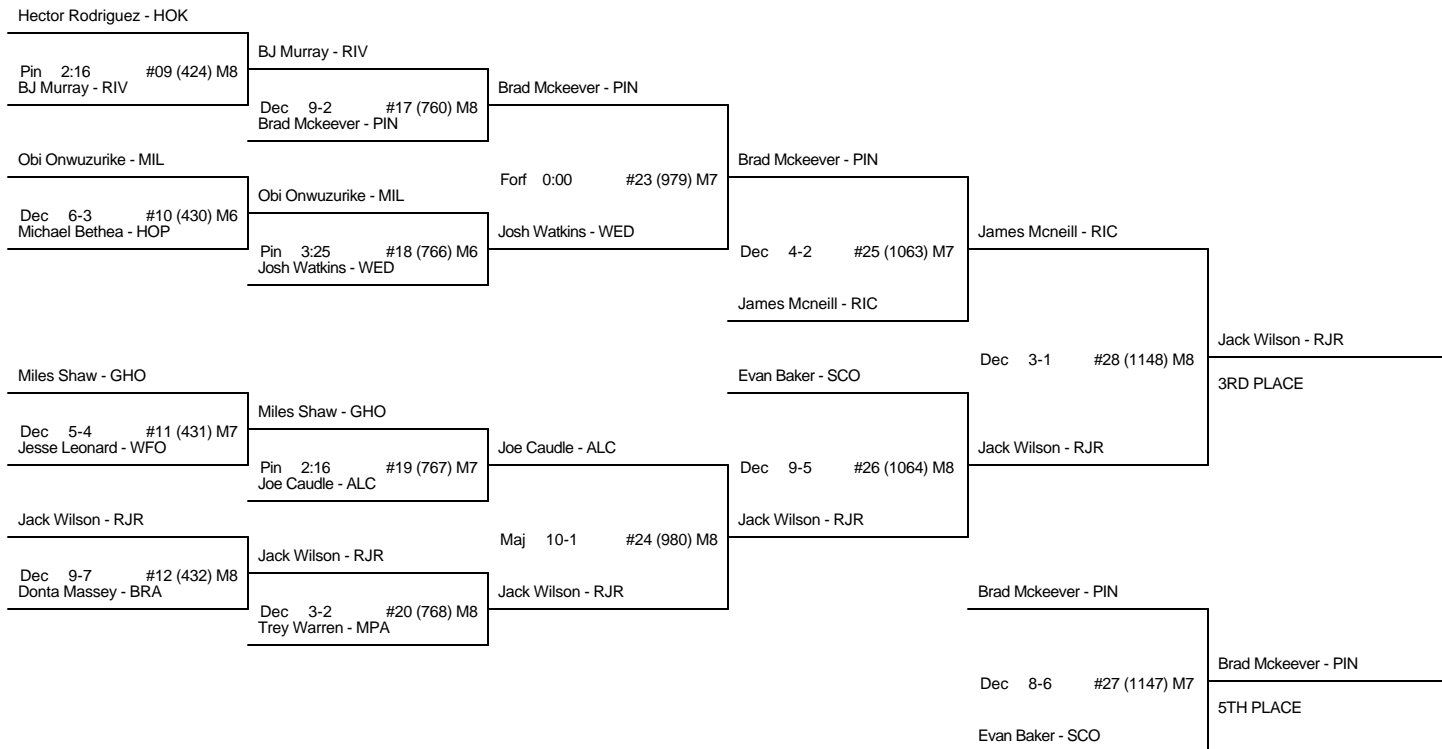 Hector Rodriguez - HOK
Pin 2:16 #09 (424) M8
BJ Murray - RIV
Obi Onwuzurike - MIL
Dec 6-3 #10 (430) M6
Michael Bethea - HOP
Miles Shaw - GHO
Dec 5-4 #11 (431) M7
Jesse Leonard - WFO
Jack Wilson - RJR
Dec 9-7 #12 (432) M8
Donta Massey - BRA
BJ Murray - RIV
Dec 9-2 #17 (760) M8
Brad Mckeever - PIN
Obi Onwuzurike - MIL
Pin 3:25 #18 (766) M6
Josh Watkins - WED
Miles Shaw - GHO
Pin 2:16 #19 (767) M7
Joe Caudle - ALC
Jack Wilson - RJR
Dec 3-2 #20 (768) M8
Trey Warren - MPA
Brad Mckeever - PIN
Forf 0:00 #23 (979) M7
Josh Watkins - WED
Joe Caudle - ALC
Maj 10-1 #24 (980) M8
Jack Wilson - RJR
Brad Mckeever - PIN
Dec 4-2 #25 (1063) M7
James Mcneill - RIC
Evan Baker - SCO
Dec 9-5 #26 (1064) M8
Jack Wilson - RJR
James Mcneill - RIC
Dec 3-1 #28 (1148) M8
Jack Wilson - RJR
Jack Wilson - RJR
3RD PLACE
Brad Mckeever - PIN
Dec 8-6 #27 (1147) M7
Evan Baker - SCO
Brad Mckeever - PIN
5TH PLACE